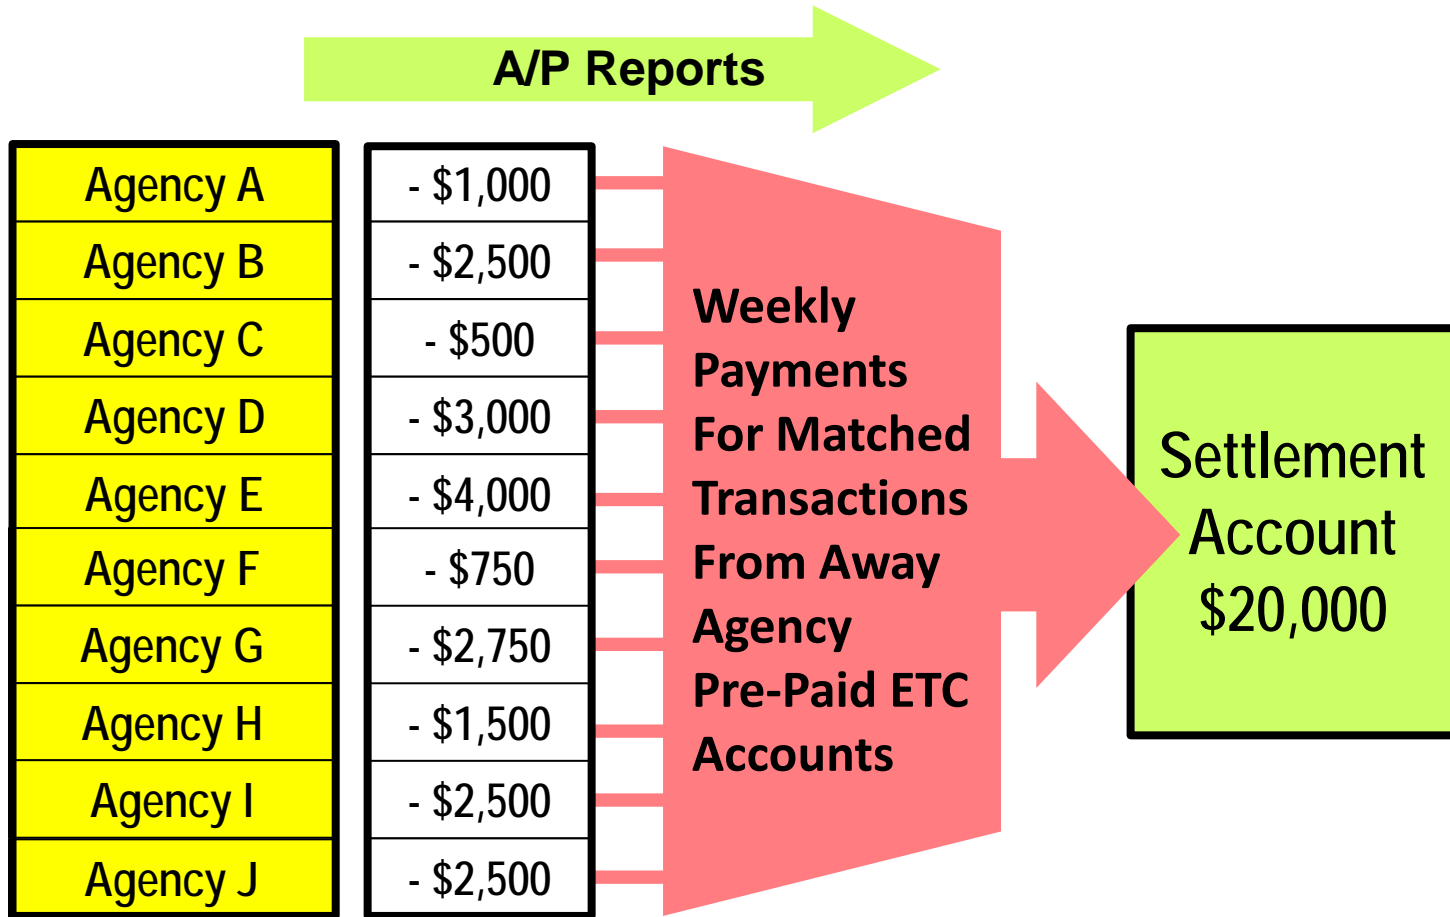 A/P Reports
Agency A - $1,000
Agency B - $2,500
Agency C - $500
Agency D - $3,000
Agency E - $4,000
Agency F - $750
Agency G - $2,750
Agency H - $1,500
Agency I - $2,500
Agency J - $2,500
Weekly
Payments
For Matched
Transactions
From Away
Agency
Pre-Paid ETC
Accounts
Settlement
Account
$20,000